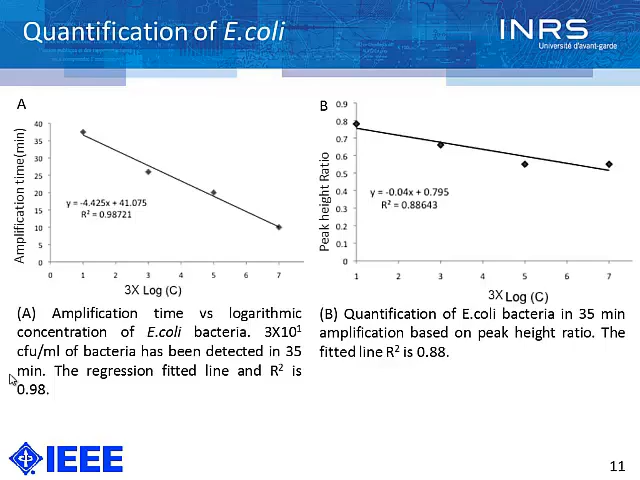 Quantification of E.coli
INRS
Université d'avant-garde
A
Amplification time(min)
40
35
30
25
20
15
10
5
0
y = -4.425x + 41.075
R² = 0.98721
0 1 2 3 4 5 6 7
3X Log (C)
B
Peak height Ratio
0.9
0.8
0.7
0.6
0.5
0.4
0.3
0.2
0.1
0
y = -0.04x + 0.795
R² = 0.88643
1 2 3 4 5 6 7
3X Log (C)
(A) Amplification time vs logarithmic
concentration of E.coli bacteria. 3X10¹
cfu/ml of bacteria has been detected in 35
min. The regression fitted line and R² is
0.98.
(B) Quantification of E.coli bacteria in 35 min
amplification based on peak height ratio. The
fitted line R² is 0.88.
IEEE
11